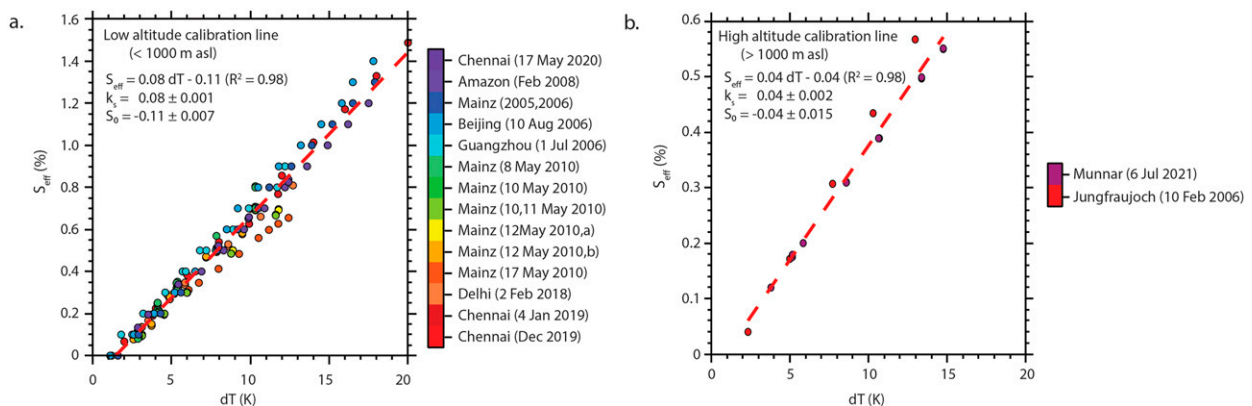 a.
Low altitude calibration line
(< 1000 m asl)
S_eff = 0.08 dT - 0.11 (R² = 0.98)
k_s = 0.08 ± 0.001
S₀ = -0.11 ± 0.007
S_eff (%)
1.6
1.4
1.2
1.0
0.8
0.6
0.4
0.2
0
0 5 10 15 20
dT (K)
Chennai (17 May 2020)
Amazon (Feb 2008)
Mainz (2005,2006)
Beijing (10 Aug 2006)
Guangzhou (1 Jul 2006)
Mainz (8 May 2010)
Mainz (10 May 2010)
Mainz (10,11 May 2010)
Mainz (12May 2010,a)
Mainz (12 May 2010,b)
Mainz (17 May 2010)
Delhi (2 Feb 2018)
Chennai (4 Jan 2019)
Chennai (Dec 2019)
b.
High altitude calibration line
(> 1000 m asl)
S_eff = 0.04 dT - 0.04 (R² = 0.98)
k_s = 0.04 ± 0.002
S₀ = -0.04 ± 0.015
S_eff (%)
0.6
0.5
0.4
0.3
0.2
0.1
0
0 5 10 15 20
dT (K)
Munnar (6 Jul 2021)
Jungfraujoch (10 Feb 2006)